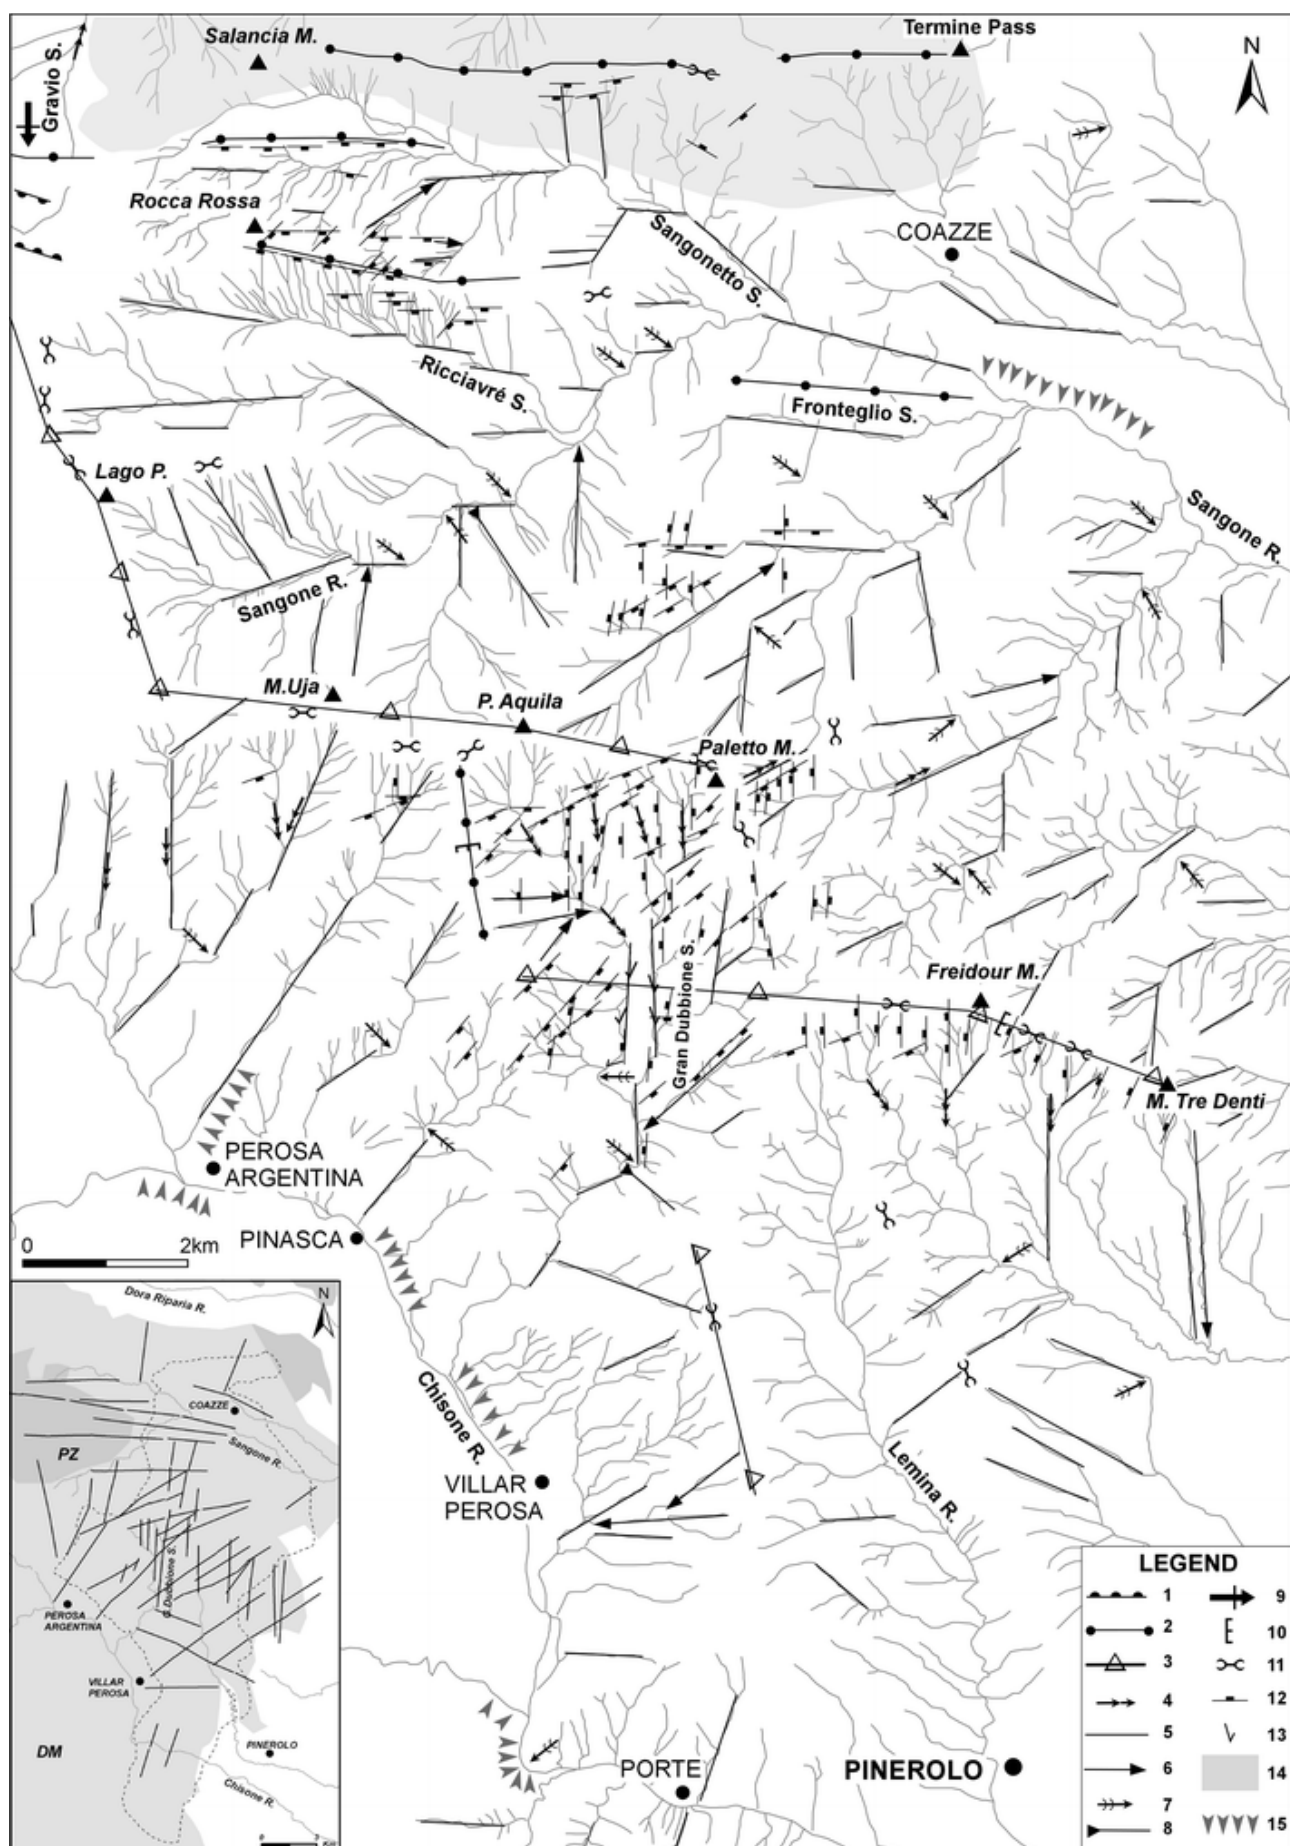 Salancia M.
Termine Pass
N
Gravio S.
Rocca Rossa
COAZZE
Sangonetto S.
Ricciavré S.
Fronteglio S.
Lago P.
Sangone R.
Sangone R.
M.Uja
P. Aquila
Paletto M.
Gran Dubbione S.
Freidour M.
M. Tre Denti
PEROSA
ARGENTINA
PINASCA
0 2km
Chisone R.
VILLAR
PEROSA
Lemina R.
PORTE
PINEROLO
Dora Riparia R.
N
COAZZE
Sangone R.
PZ
G.Dubbione S.
PEROSA
ARGENTINA
VILLAR
PEROSA
DM
PINEROLO
Chisone R.
LEGEND
1
2
3
4
5
6
7
8
9
10
11
12
13
14
15